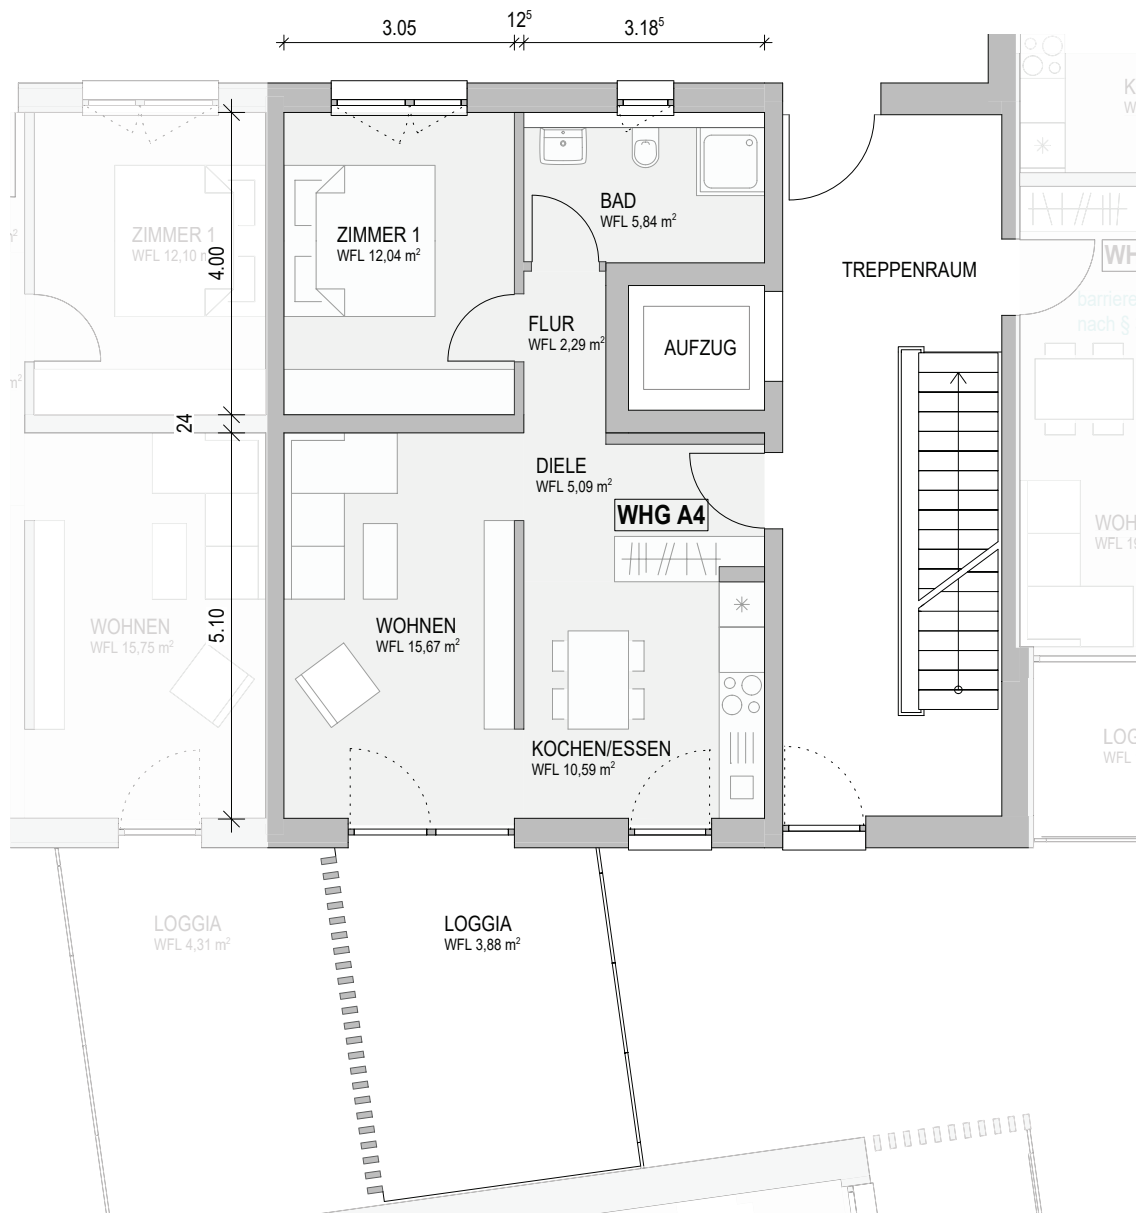 3.05
12⁵
3.18⁵
ZIMMER 1
WFL 12,10 m²
4.00
ZIMMER 1
WFL 12,04 m²
BAD
WFL 5,84 m²
FLUR
WFL 2,29 m²
AUFZUG
TREPPENRAUM
barriere
nach §
24
DIELE
WFL 5,09 m²
WHG A4
WOHNEN
WFL 15,75 m²
5.10
WOHNEN
WFL 15,67 m²
KOCHEN/ESSEN
WFL 10,59 m²
LOGGIA
WFL 4,31 m²
LOGGIA
WFL 3,88 m²